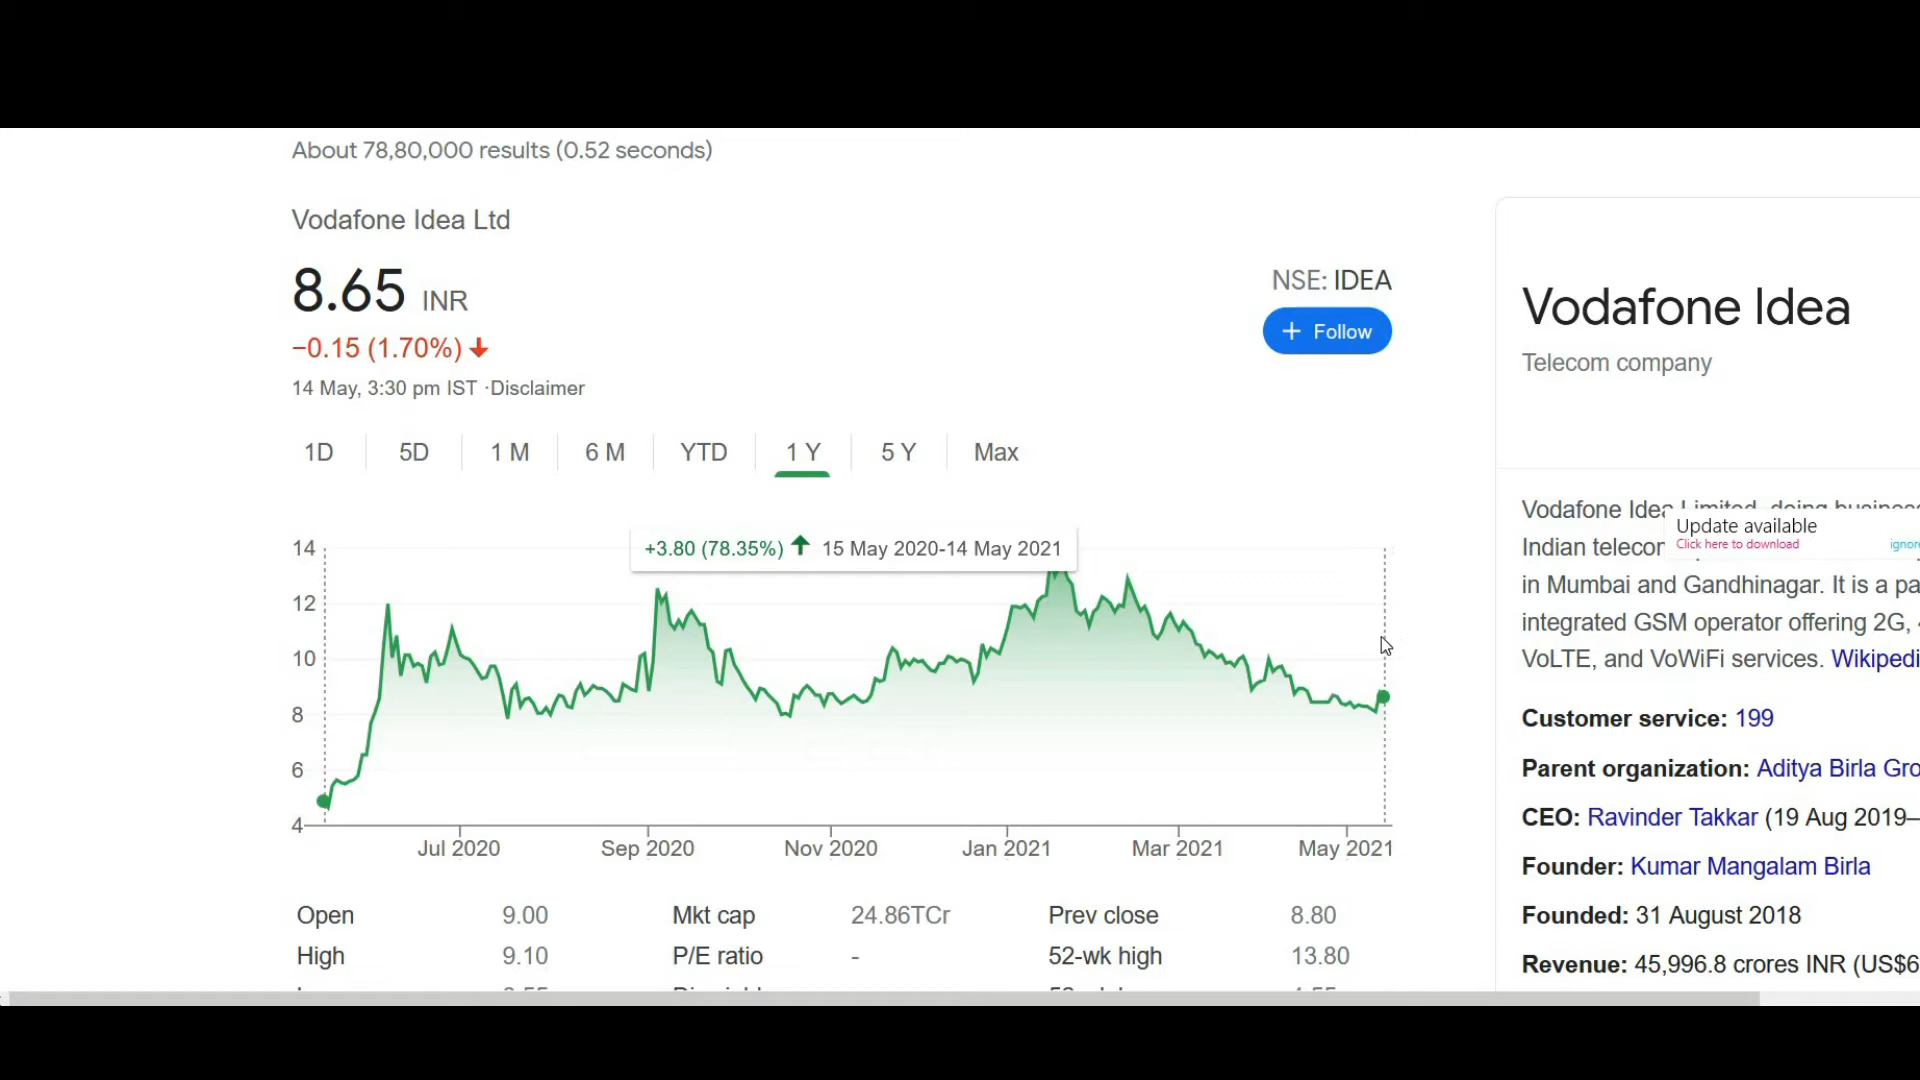 About 78,80,000 results (0.52 seconds)
Vodafone Idea Ltd
8.65 INR
−0.15 (1.70%)
14 May, 3:30 pm IST ·Disclaimer
NSE: IDEA
+ Follow
1D 5D 1 M 6 M YTD 1 Y 5 Y Max
+3.80 (78.35%) 15 May 2020-14 May 2021
14
12
10
8
6
4
Jul 2020 Sep 2020 Nov 2020 Jan 2021 Mar 2021 May 2021
Open 9.00 Mkt cap 24.86TCr Prev close 8.80
High 9.10 P/E ratio - 52-wk high 13.80
Vodafone Idea
Telecom company
Vodafone Idea Limited, doing business
Update available
Click here to download ignore
Indian
in Mumbai and Gandhinagar. It is a pa
integrated GSM operator offering 2G,
VoLTE, and VoWiFi services. Wikipedi
Customer service: 199
Parent organization: Aditya Birla Gro
CEO: Ravinder Takkar (19 Aug 2019–
Founder: Kumar Mangalam Birla
Founded: 31 August 2018
Revenue: 45,996.8 crores INR (US$6